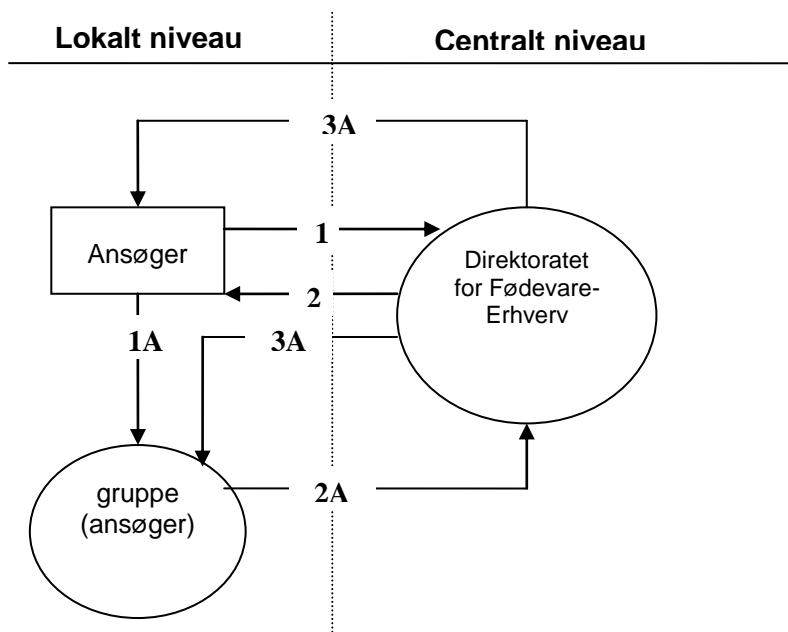 Lokalt niveau
Centralt niveau
3A
Ansøger
1
Direktoratet
for Fødevare-
Erhverv
2
1A
3A
gruppe
(ansøger)
2A